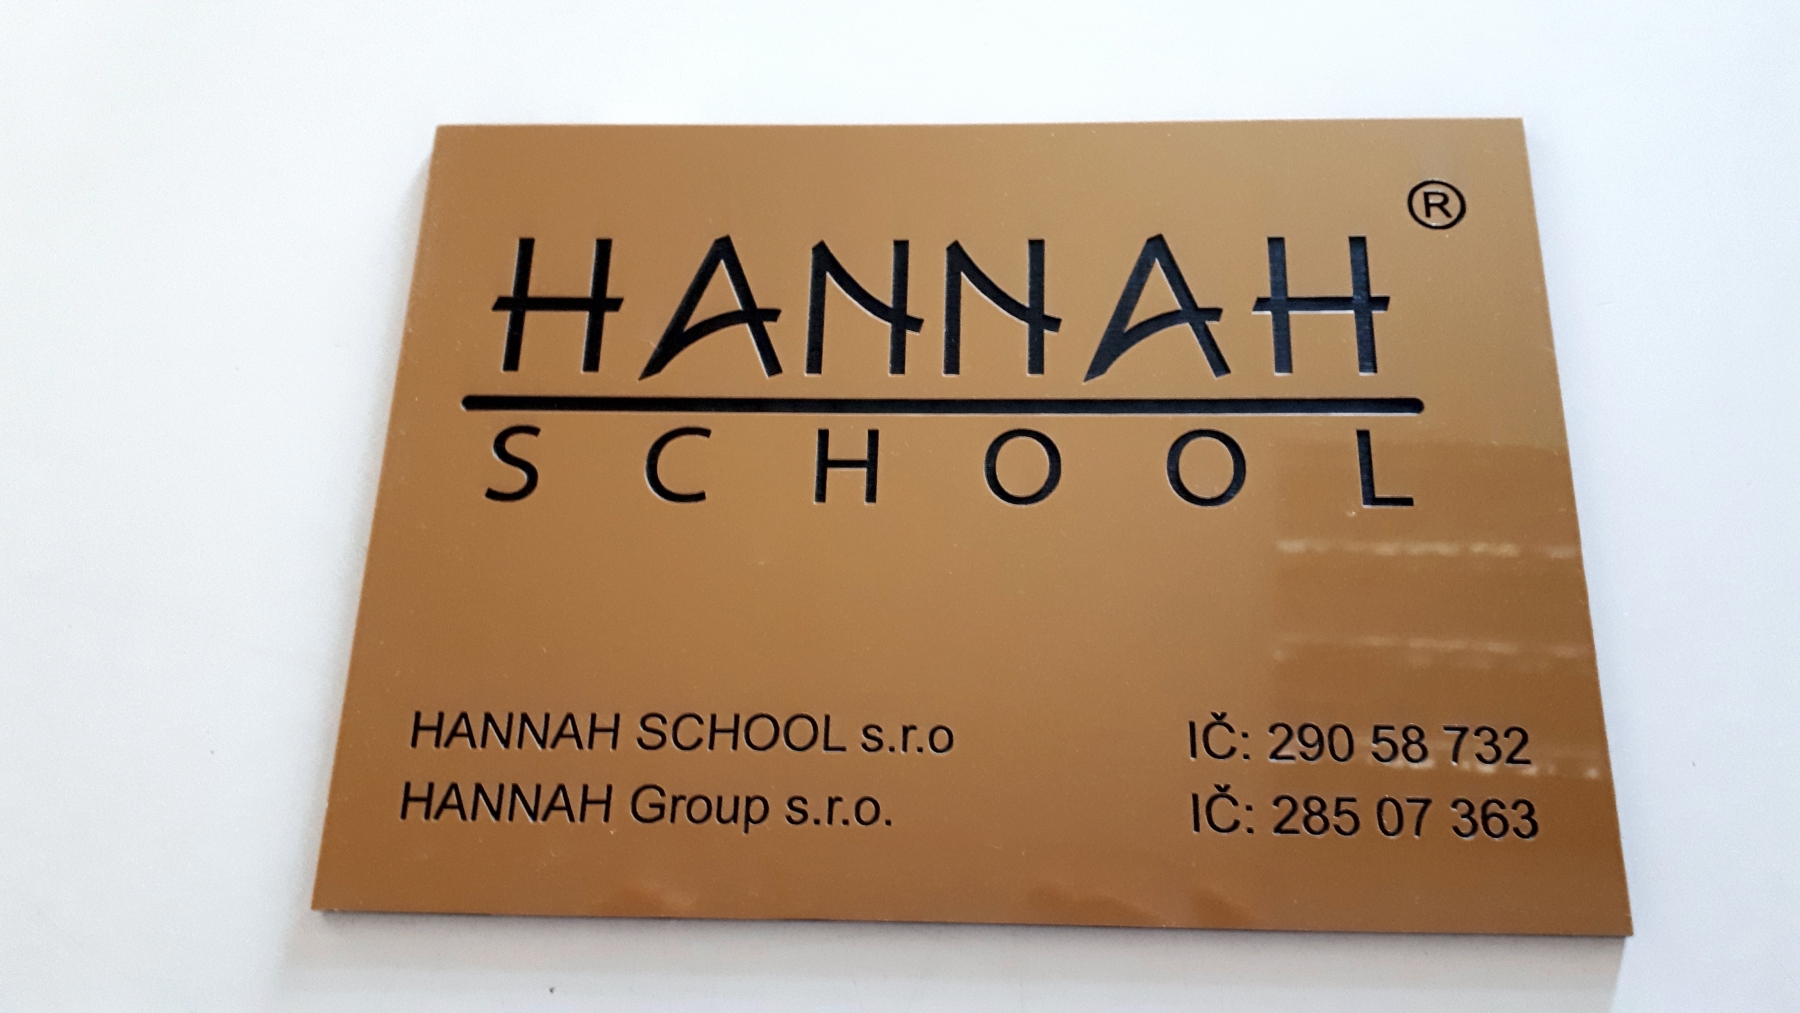 HANNAH ®
SCHOOL
HANNAH SCHOOL s.r.o IČ: 290 58 732
HANNAH Group s.r.o. IČ: 285 07 363